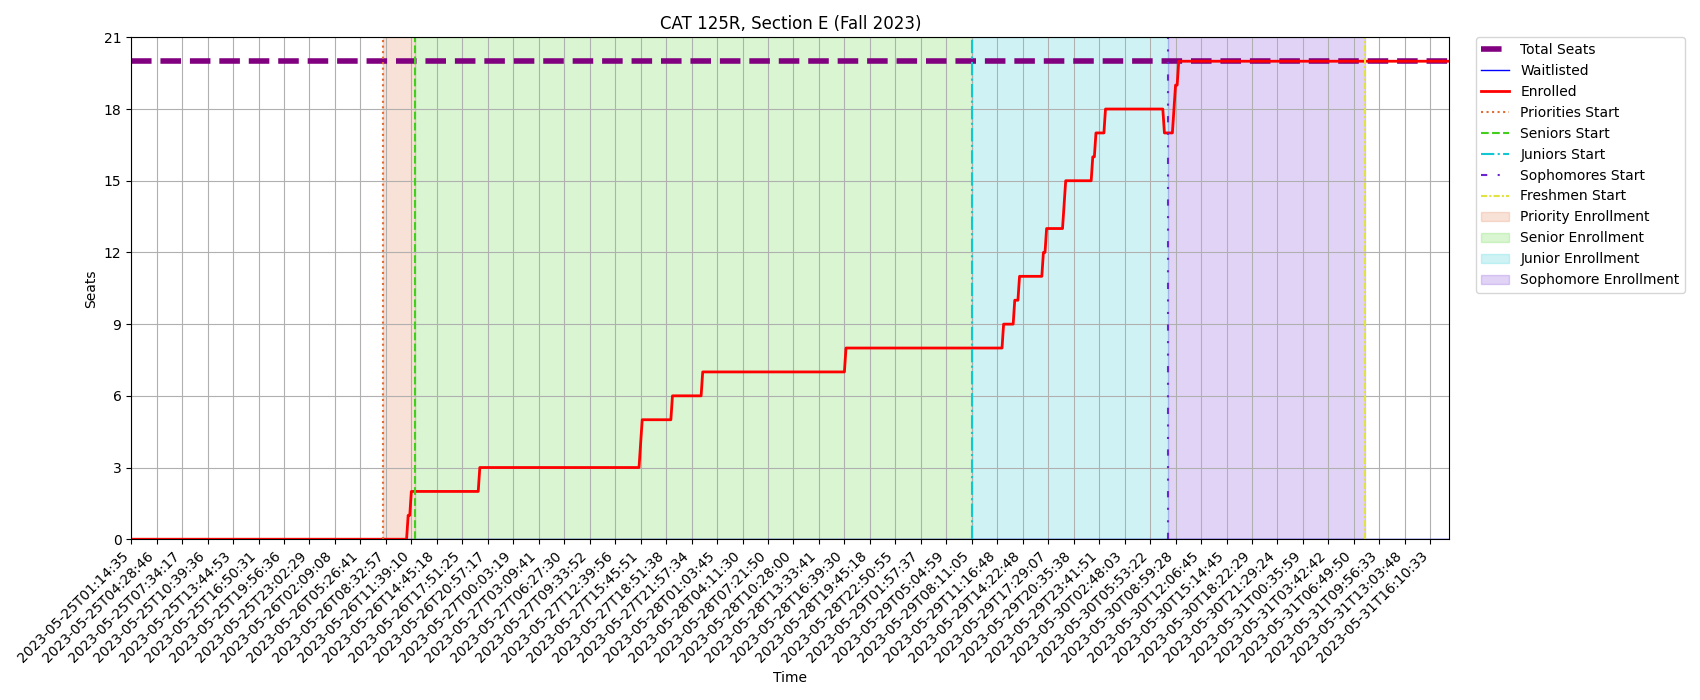 CAT 125R, Section E (Fall 2023)
21
18
15
12
9
6
3
0
Seats
2023-05-25T01:14:35
2023-05-25T04:28:46
2023-05-25T07:34:17
2023-05-25T10:39:36
2023-05-25T13:44:53
2023-05-25T16:50:31
2023-05-25T19:56:36
2023-05-25T23:02:29
2023-05-26T02:09:08
2023-05-26T05:26:41
2023-05-26T08:32:57
2023-05-26T11:39:10
2023-05-26T14:45:18
2023-05-26T17:51:25
2023-05-26T20:57:17
2023-05-27T00:03:19
2023-05-27T03:09:41
2023-05-27T06:27:30
2023-05-27T09:33:52
2023-05-27T12:39:56
2023-05-27T15:45:51
2023-05-27T18:51:38
2023-05-27T21:57:34
2023-05-28T01:03:45
2023-05-28T04:11:30
2023-05-28T07:21:50
2023-05-28T10:28:00
2023-05-28T13:33:41
2023-05-28T16:39:30
2023-05-28T19:45:18
2023-05-28T22:50:55
2023-05-29T01:57:37
2023-05-29T05:04:59
2023-05-29T08:11:05
2023-05-29T11:16:48
2023-05-29T14:22:48
2023-05-29T17:29:07
2023-05-29T20:35:38
2023-05-29T23:41:51
2023-05-30T02:48:03
2023-05-30T05:53:22
2023-05-30T08:59:28
2023-05-30T12:06:45
2023-05-30T15:14:45
2023-05-30T18:22:29
2023-05-30T21:29:24
2023-05-31T00:35:59
2023-05-31T03:42:42
2023-05-31T06:49:50
2023-05-31T09:56:33
2023-05-31T13:03:48
2023-05-31T16:10:33
Time
Total Seats
Waitlisted
Enrolled
Priorities Start
Seniors Start
Juniors Start
Sophomores Start
Freshmen Start
Priority Enrollment
Senior Enrollment
Junior Enrollment
Sophomore Enrollment